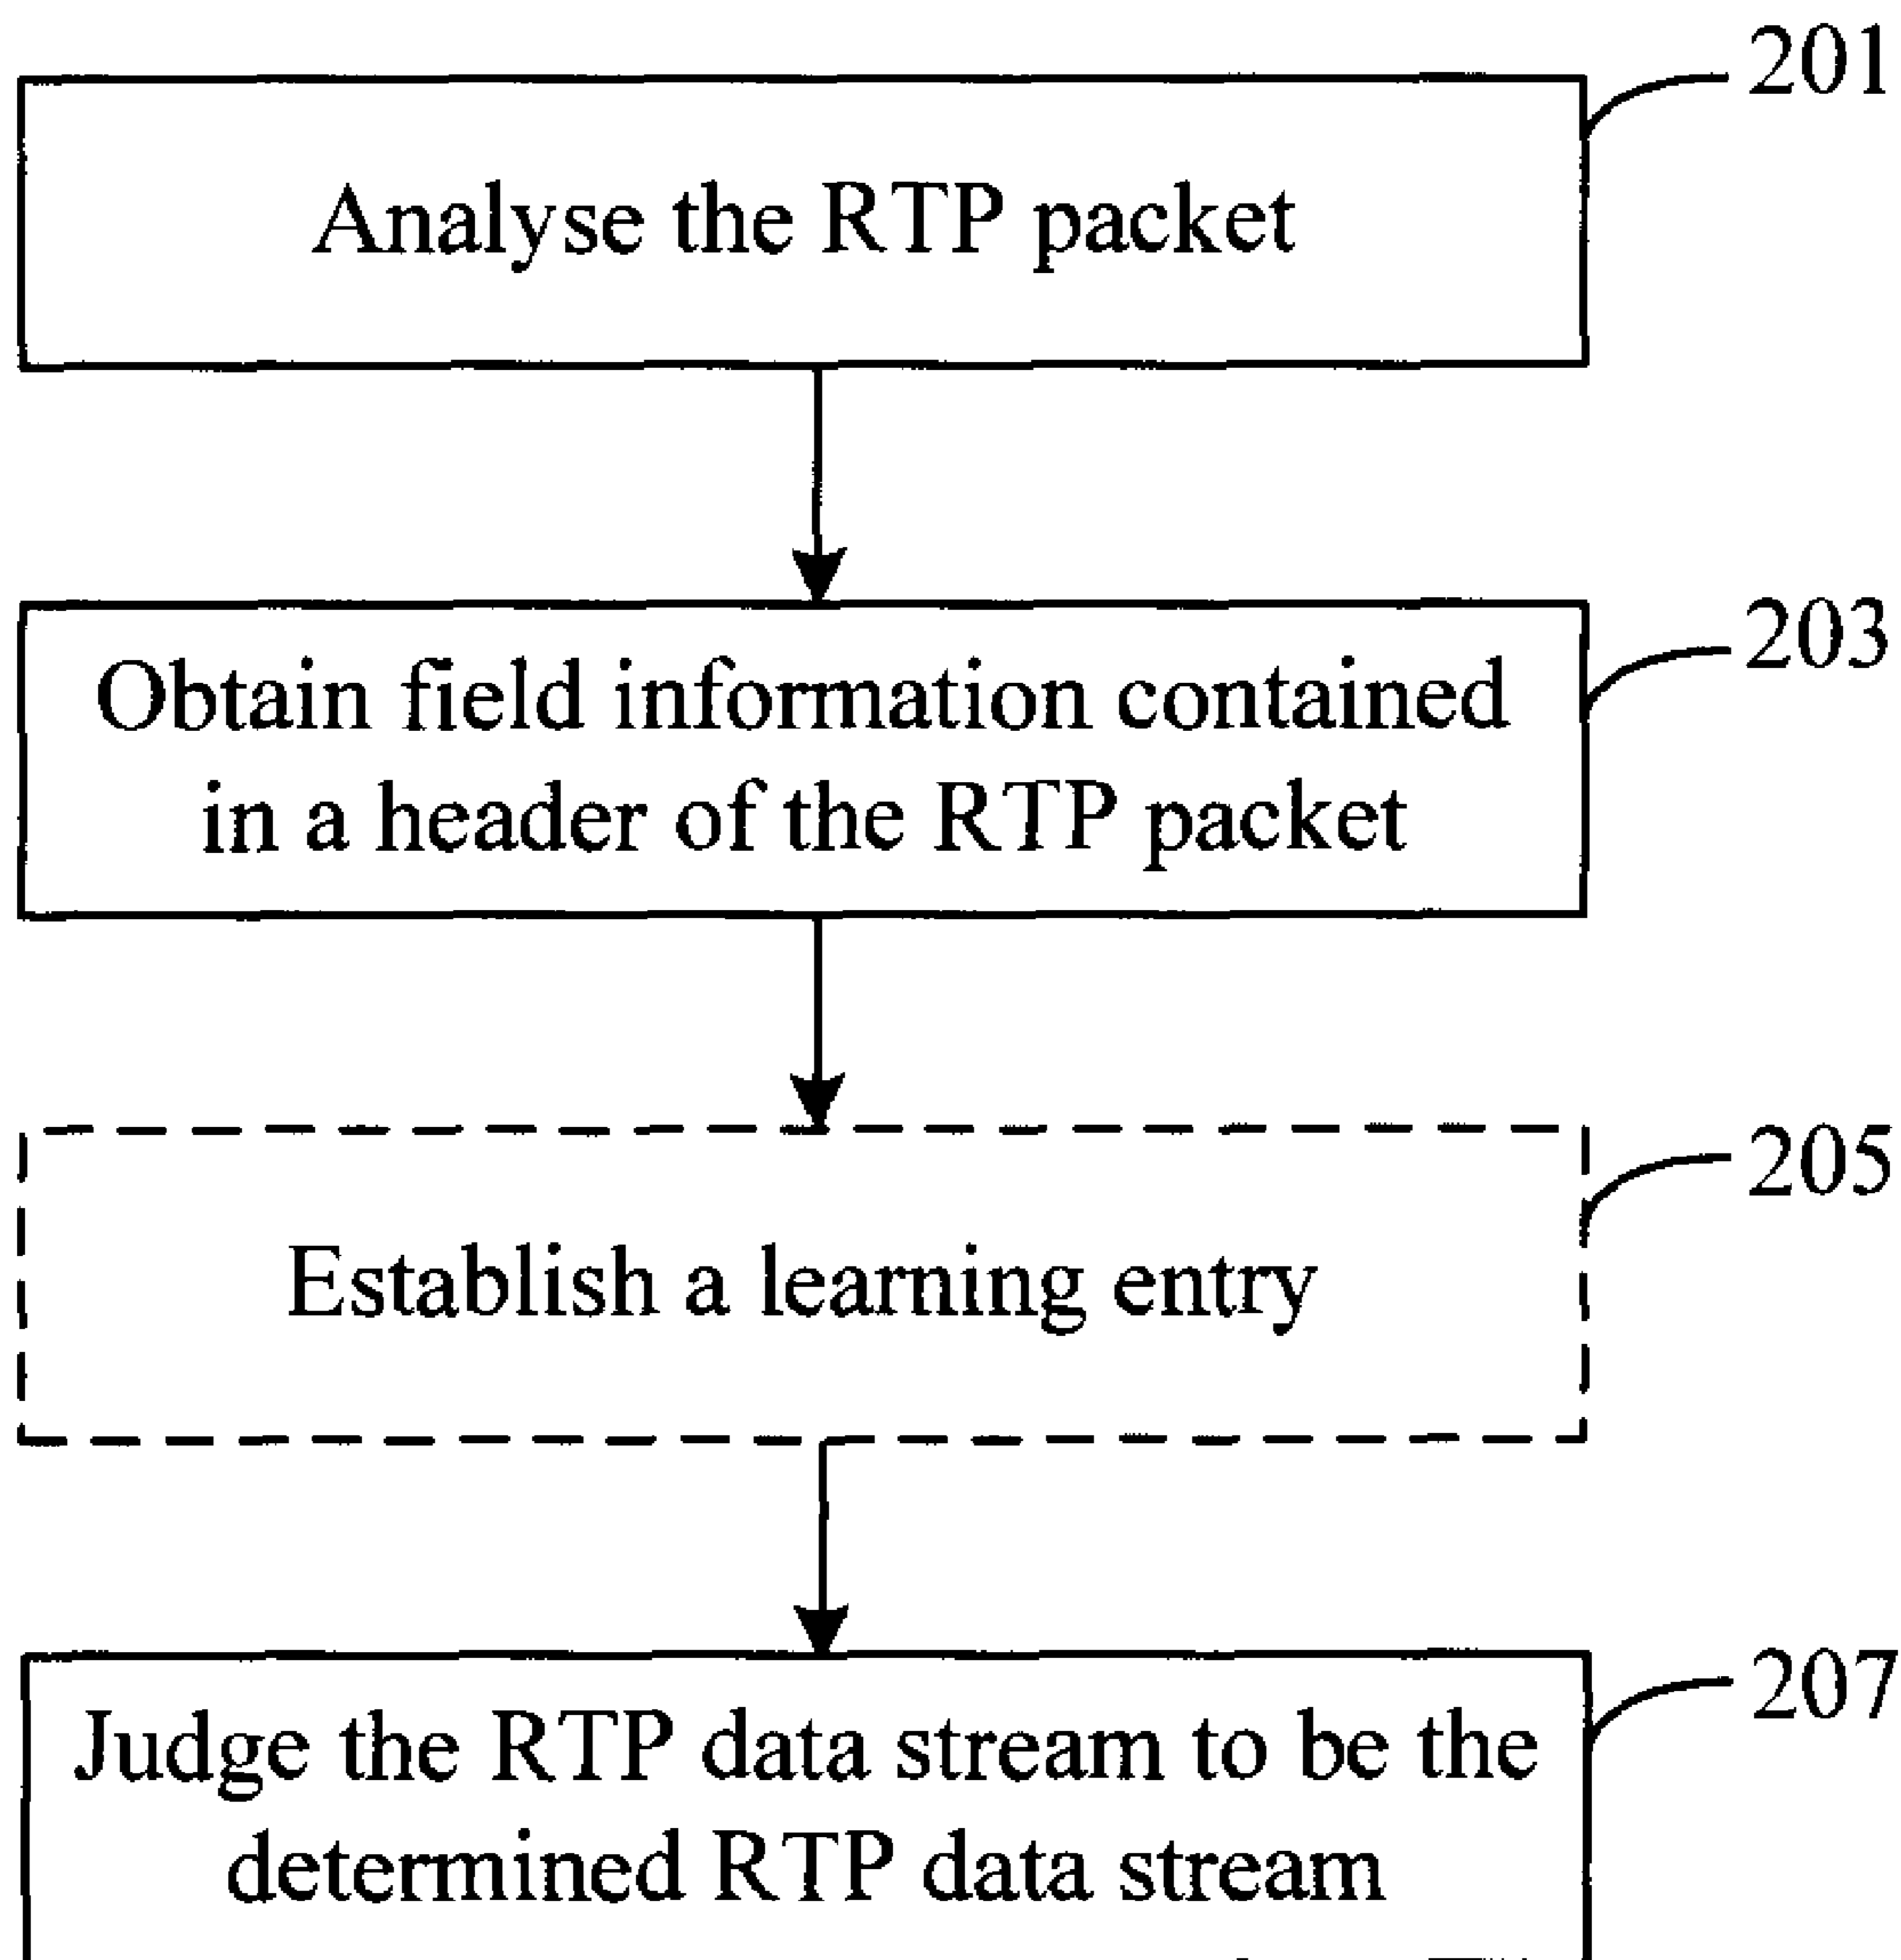 201
Analyse the RTP packet
203
Obtain field information contained
in a header of the RTP packet
205
Establish a learning entry
207
Judge the RTP data stream to be the
determined RTP data stream